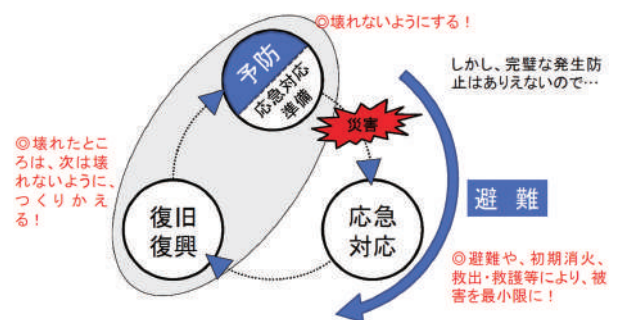 ◎壊れないようにする！
予防
応急対応
準備
しかし、完璧な発生防
止はありえないので…
災害
◎壊れたとこ
ろは、次は壊
れないように、
つくりかえ
る！
復旧
復興
応急
対応
避難
◎避難や、初期消火、
救出・救護等により、被
害を最小限に！